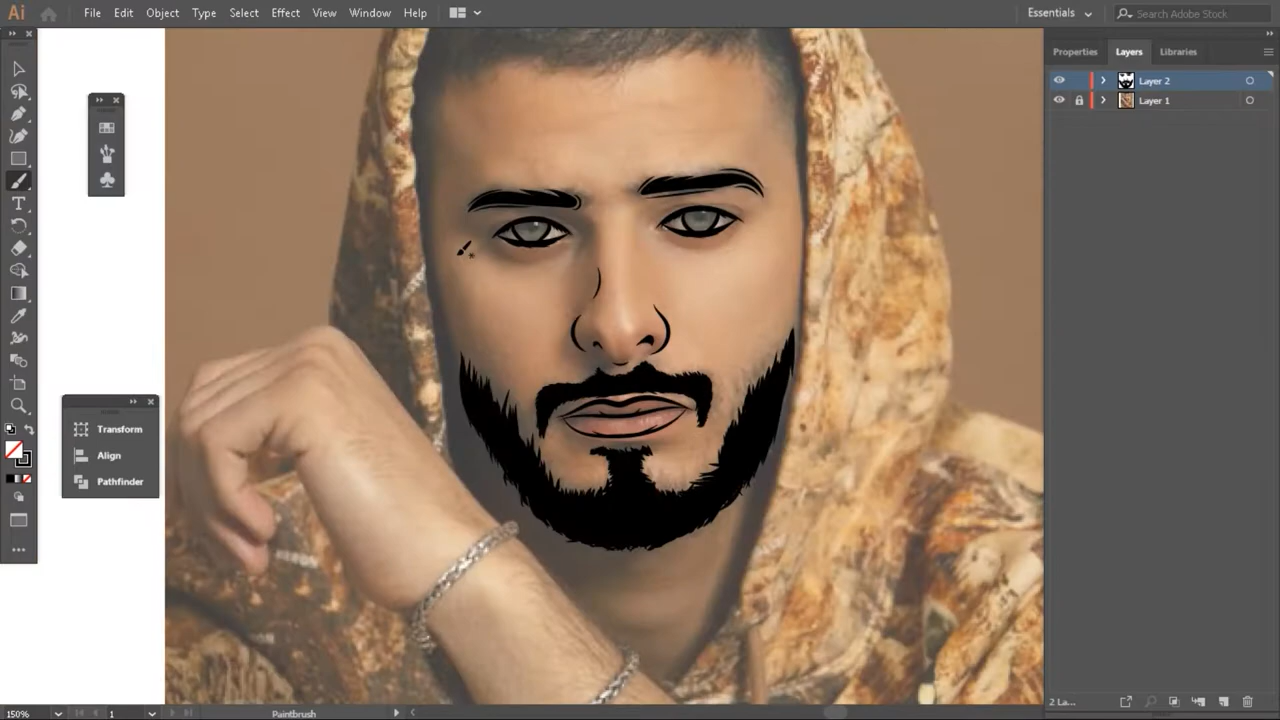 Ai File Edit Object Type Select Effect View Window Help Essentials Search Adobe Stock
Properties Layers Libraries
Layer 2
Layer 1
Transform
Align
Pathfinder
150% 1 Paintbrush 2 La...